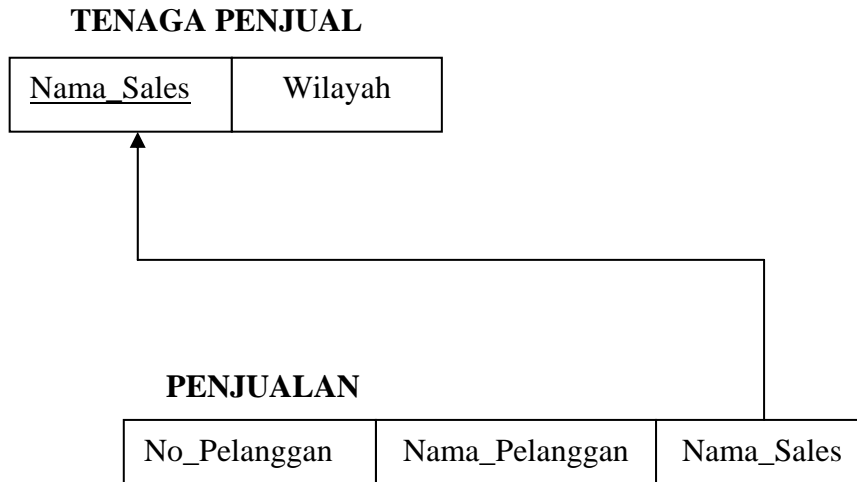 TENAGA PENJUAL
Nama_Sales Wilayah
PENJUALAN
No_Pelanggan Nama_Pelanggan Nama_Sales